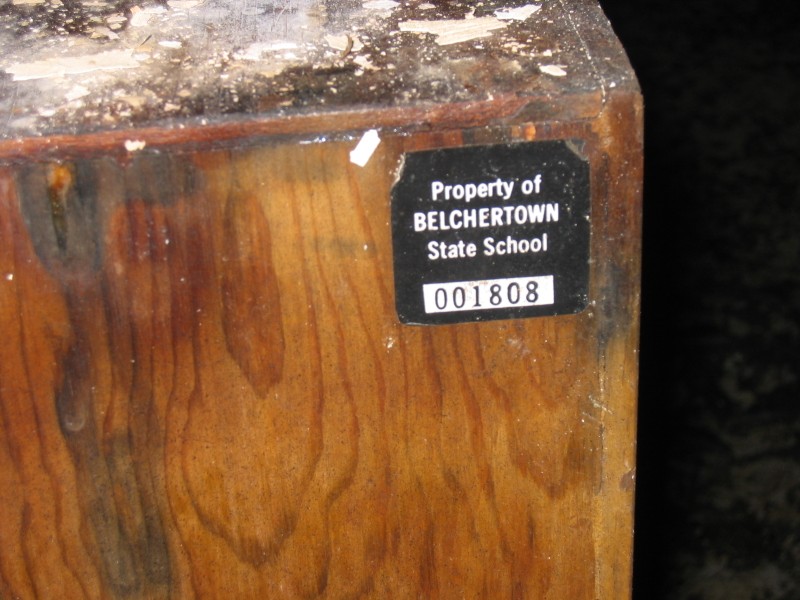 Property of
BELCHERTOWN
State School
001808